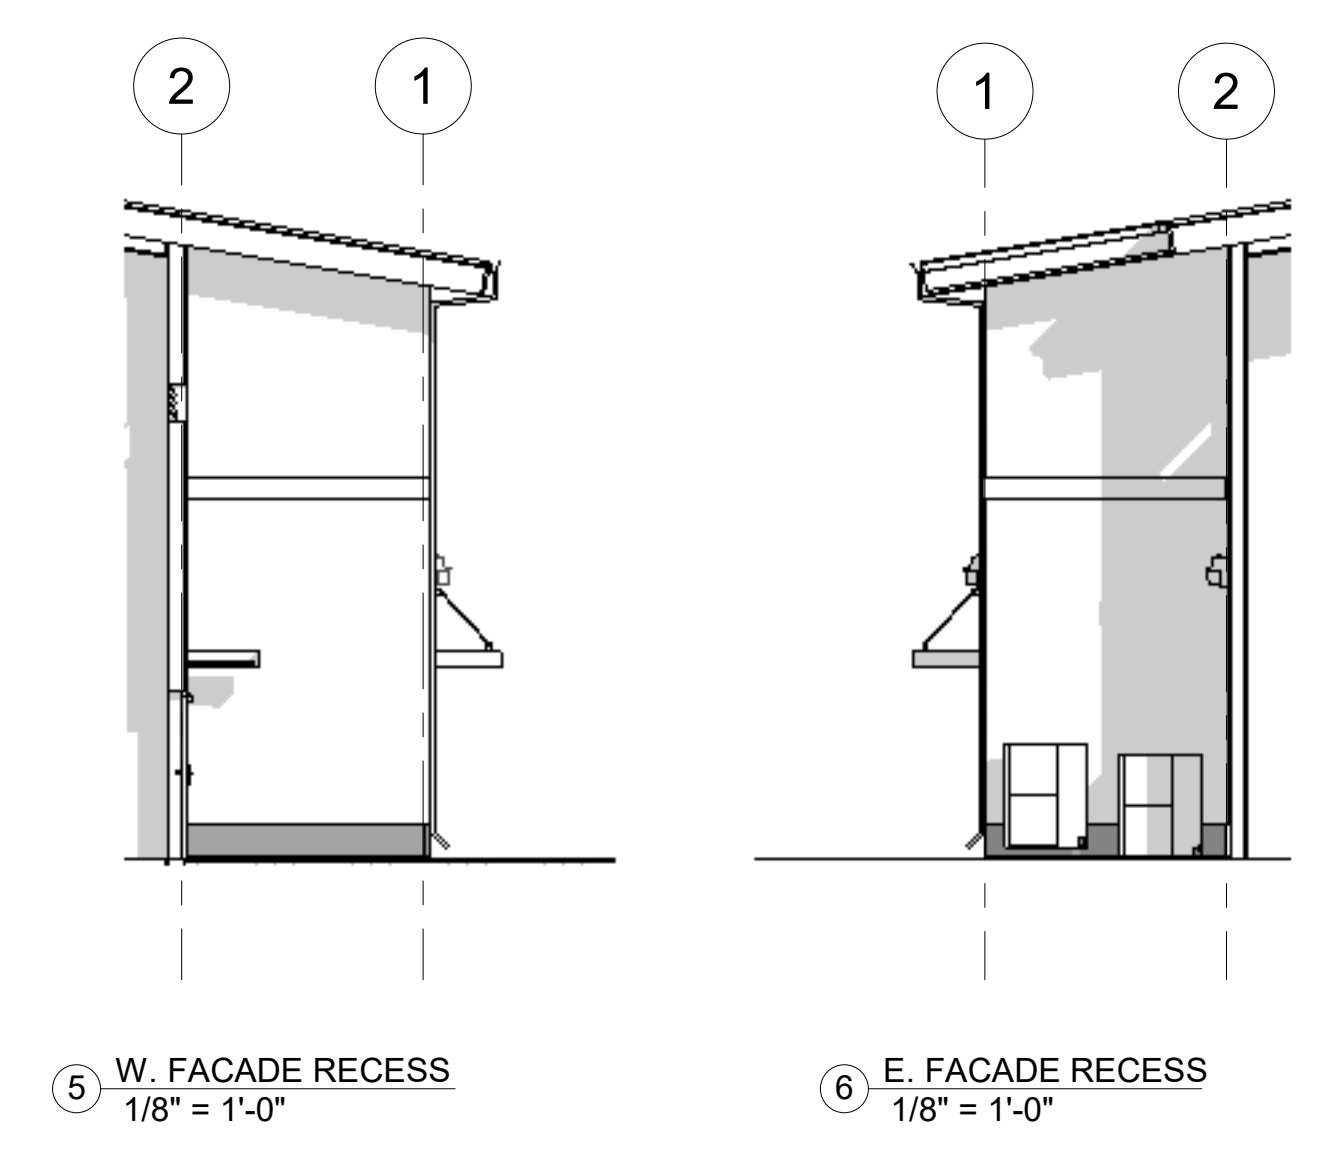 2 1 1 2
5 W. FACADE RECESS
1/8" = 1'-0"
6 E. FACADE RECESS
1/8" = 1'-0"